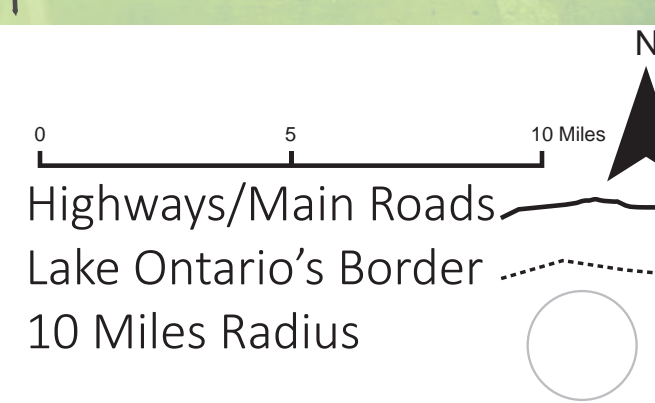 N
0 5 10 Miles
Highways/Main Roads
Lake Ontario’s Border
10 Miles Radius